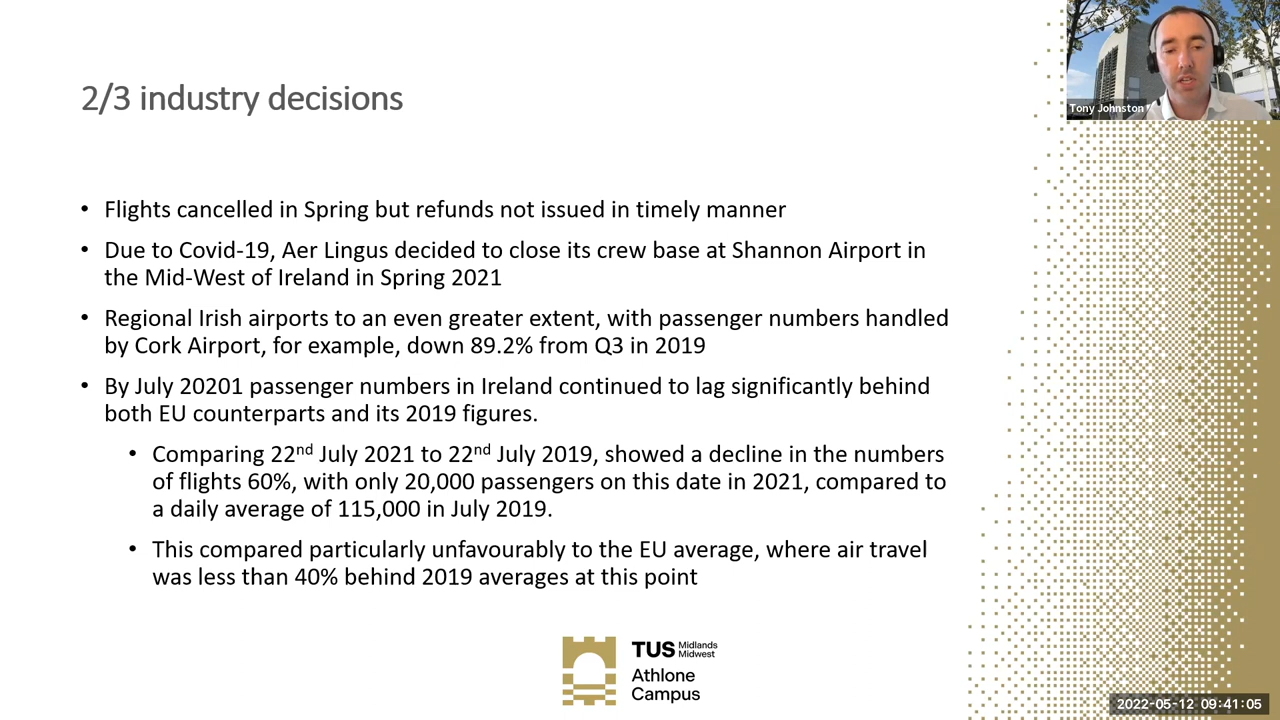 2/3 industry decisions
Tony Johnston
• Flights cancelled in Spring but refunds not issued in timely manner
• Due to Covid-19, Aer Lingus decided to close its crew base at Shannon Airport in
the Mid-West of Ireland in Spring 2021
• Regional Irish airports to an even greater extent, with passenger numbers handled
by Cork Airport, for example, down 89.2% from Q3 in 2019
• By July 20201 passenger numbers in Ireland continued to lag significantly behind
both EU counterparts and its 2019 figures.
• Comparing 22nd July 2021 to 22nd July 2019, showed a decline in the numbers
of flights 60%, with only 20,000 passengers on this date in 2021, compared to
a daily average of 115,000 in July 2019.
• This compared particularly unfavourably to the EU average, where air travel
was less than 40% behind 2019 averages at this point
TUS Midlands
Midwest
Athlone
Campus
2022-05-12 09:41:05